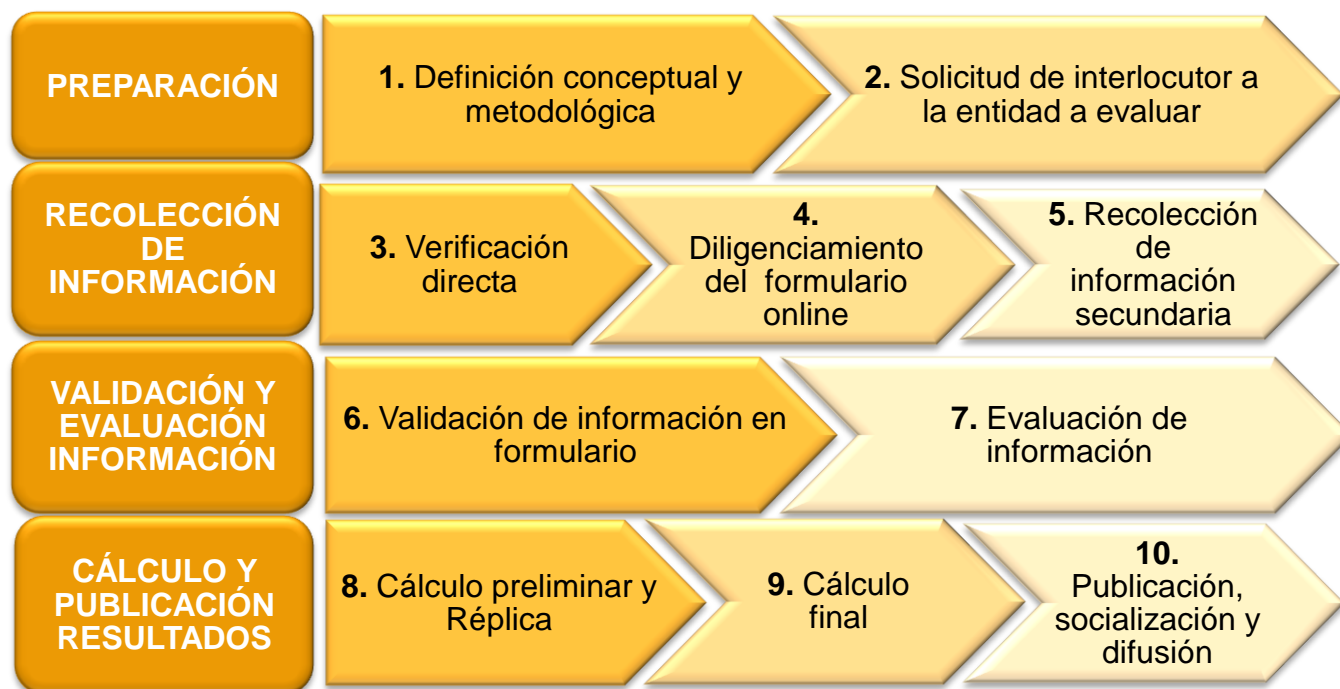 PREPARACIÓN
1. Definición conceptual y
metodológica
2. Solicitud de interlocutor a
la entidad a evaluar
RECOLECCIÓN
DE
INFORMACIÓN
3. Verificación
directa
4.
Diligenciamiento
del formulario
online
5. Recolección
de
información
secundaria
VALIDACIÓN Y
EVALUACIÓN
INFORMACIÓN
6. Validación de información en
formulario
7. Evaluación de
información
CÁLCULO Y
PUBLICACIÓN
RESULTADOS
8. Cálculo preliminar y
Réplica
9. Cálculo
final
10.
Publicación,
socialización y
difusión